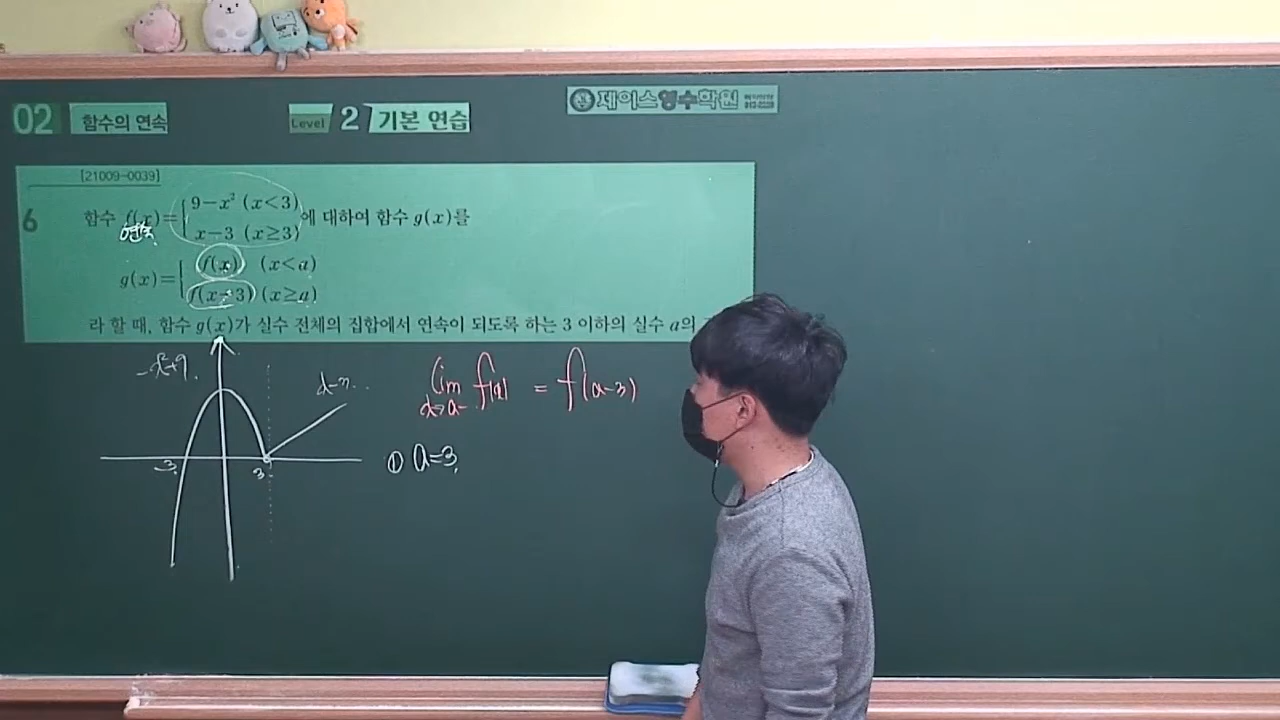 02 함수의 연속 Level 2 기본 연습 제이스영수학원
[21009-0039]
6 함수 f(x)={9-x² (x<3)
x-3 (x≥3) 에 대하여 함수 g(x)를
연속
g(x)={f(x) (x<a)
f(x-3) (x≥a)
라 할 때, 함수 g(x)가 실수 전체의 집합에서 연속이 되도록 하는 3 이하의 실수 a의
-x²+9
lim f(x) = f(a-3)
x→a-
① a=3
-3
3